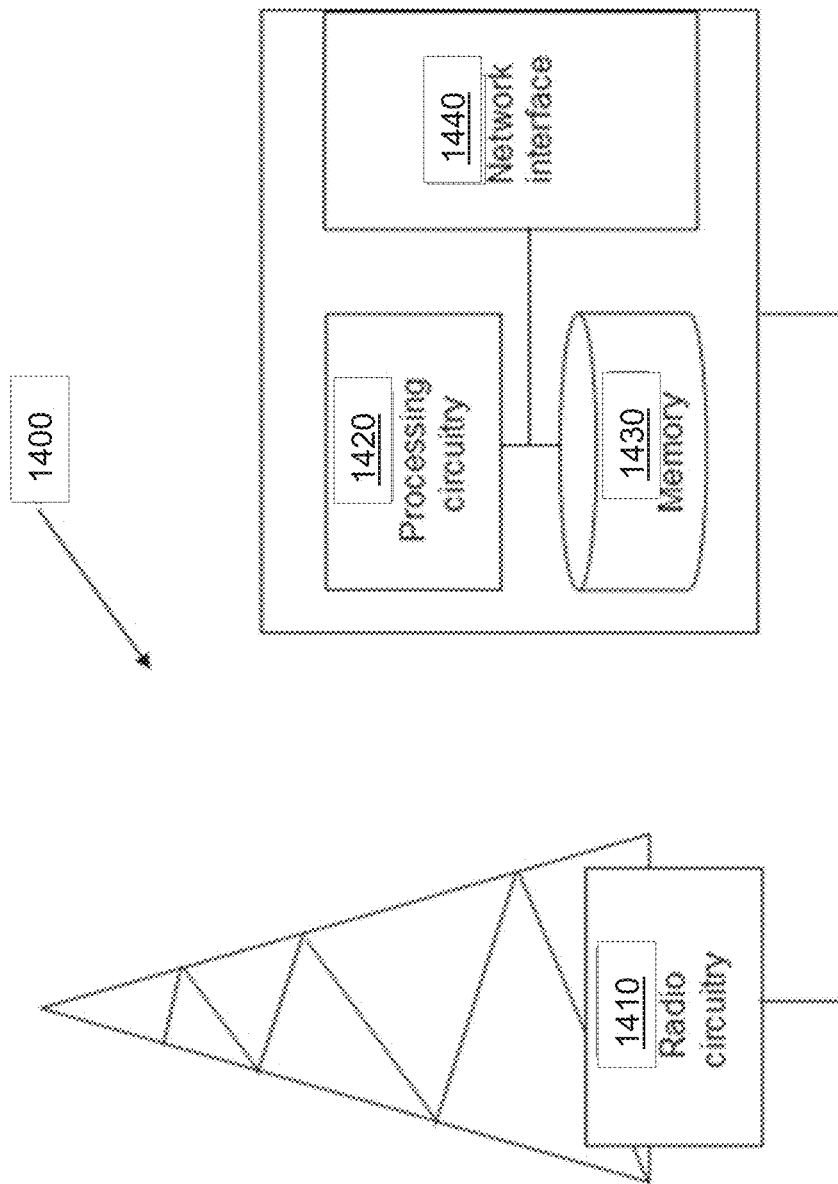 1400
1410
Radio
circuitry
1420
Processing
circuitry
1430
Memory
1440
Network
interface